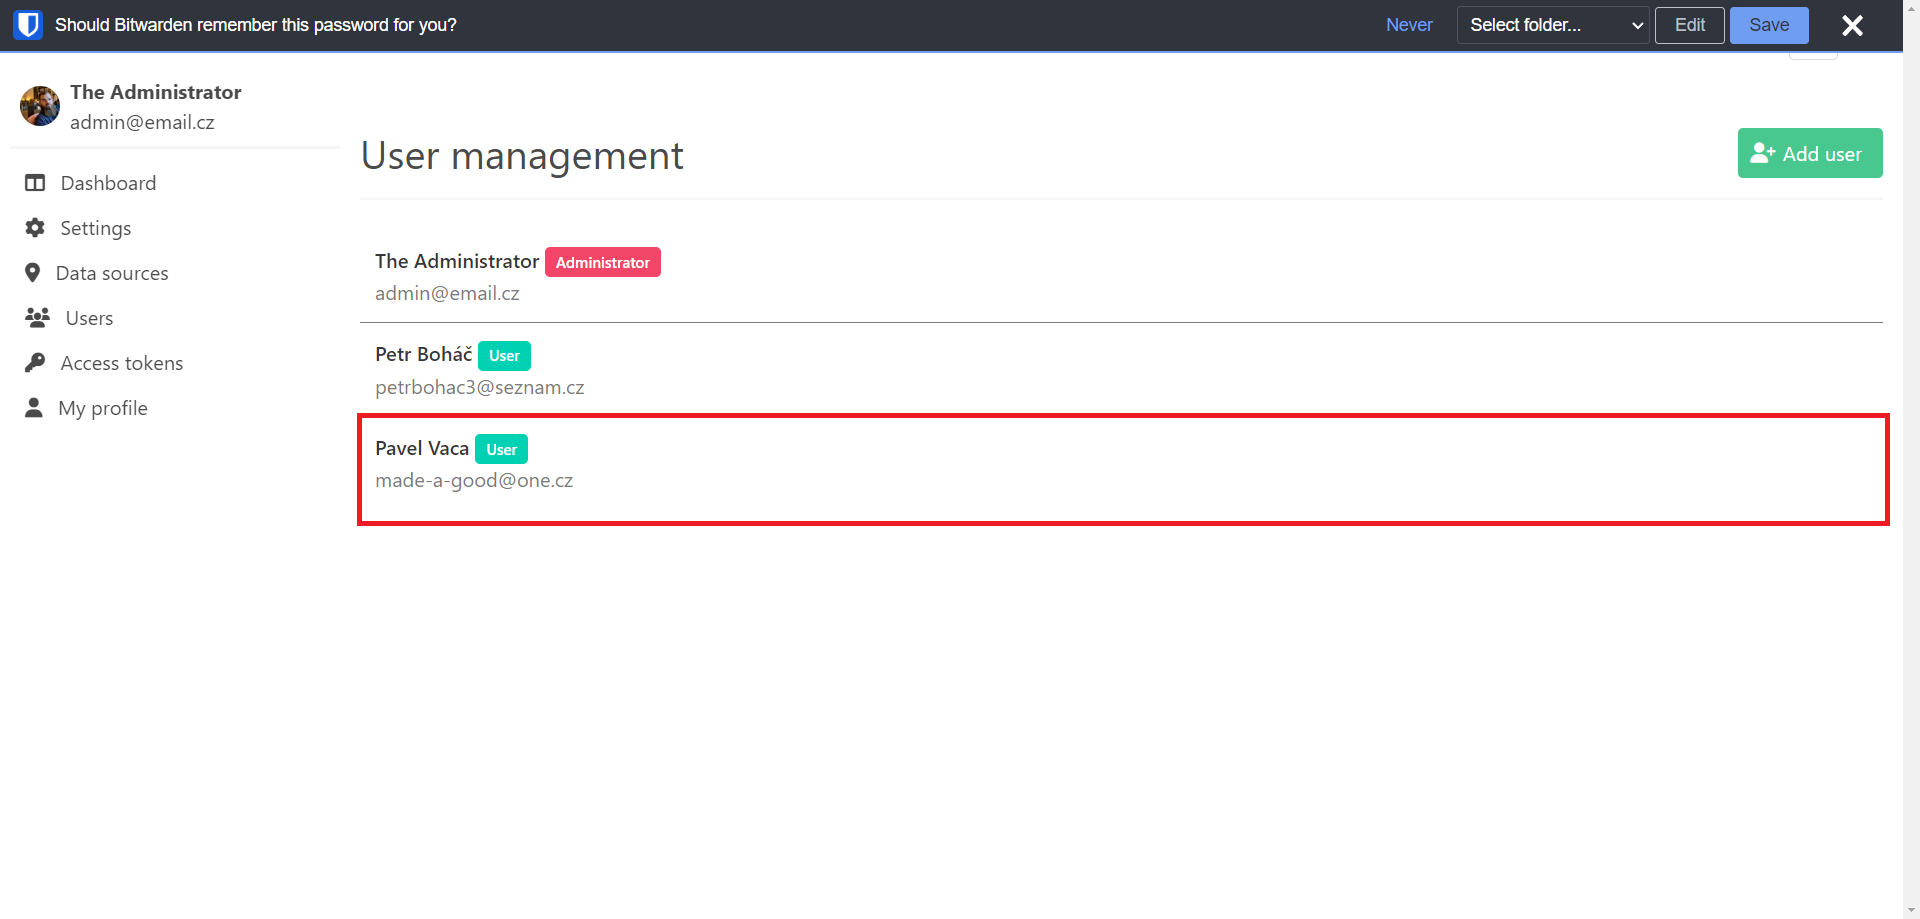 Should Bitwarden remember this password for you?
Never
Select folder...
Edit
Save
The Administrator
admin@email.cz
Dashboard
Settings
Data sources
Users
Access tokens
My profile
User management
Add user
The Administrator Administrator
admin@email.cz
Petr Boháč User
petrbohac3@seznam.cz
Pavel Vaca User
made-a-good@one.cz